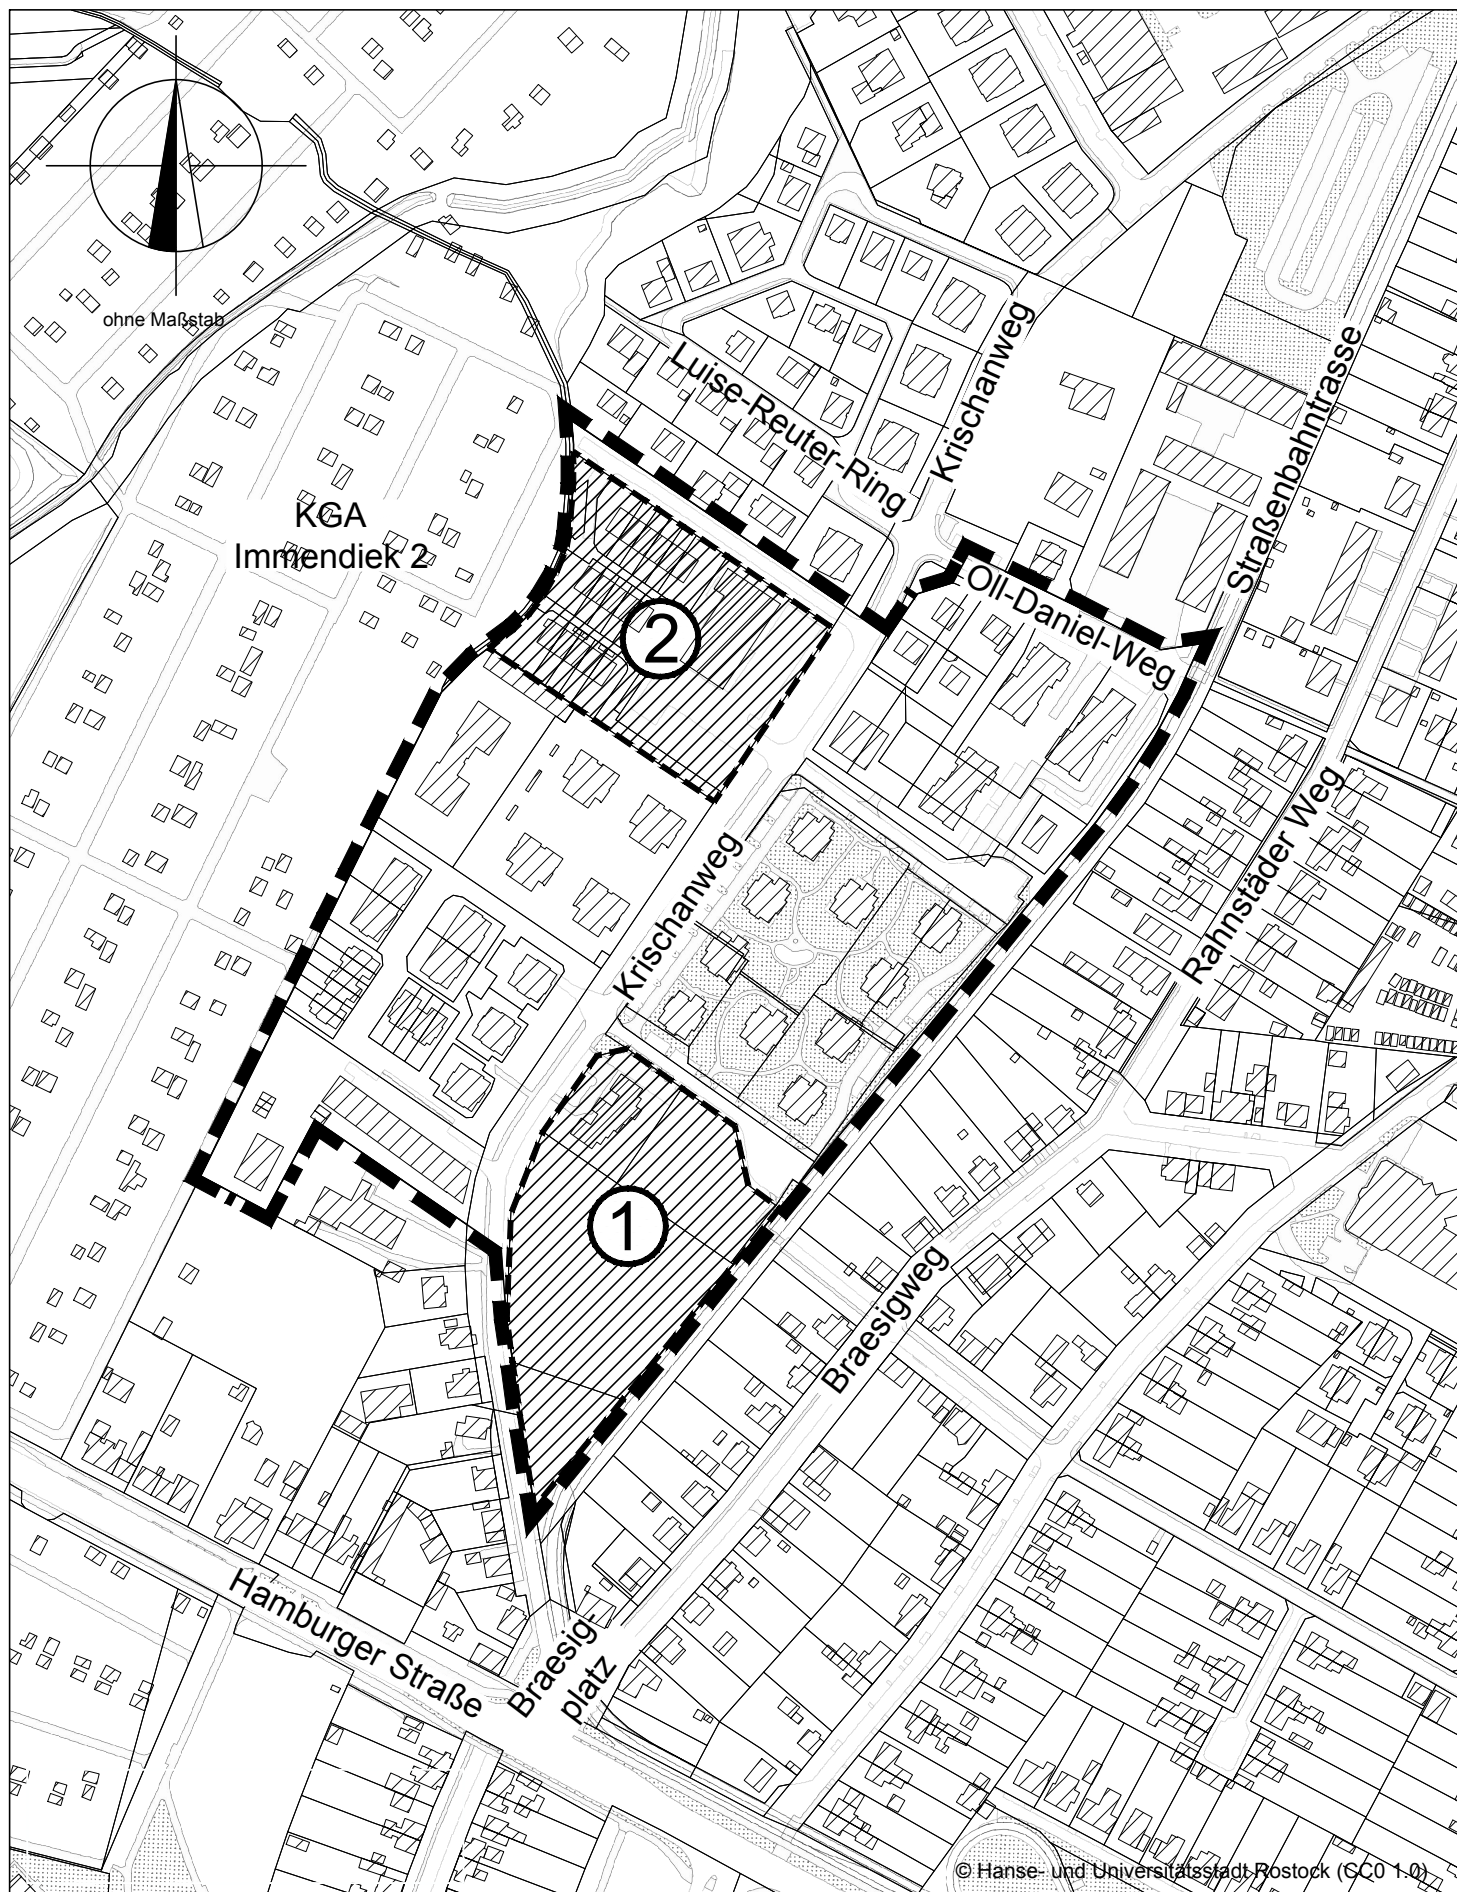 ohne Maßstab
Luise-Reuter-Ring
Krischanweg
Straßenbahntrasse
KGA
Immendiek 2
Oll-Daniel-Weg
2
Rahnstäder Weg
Krischanweg
1
Braesigweg
Hamburger Straße
Braesig-
platz
© Hanse- und Universitätsstadt Rostock (CC0 1.0)